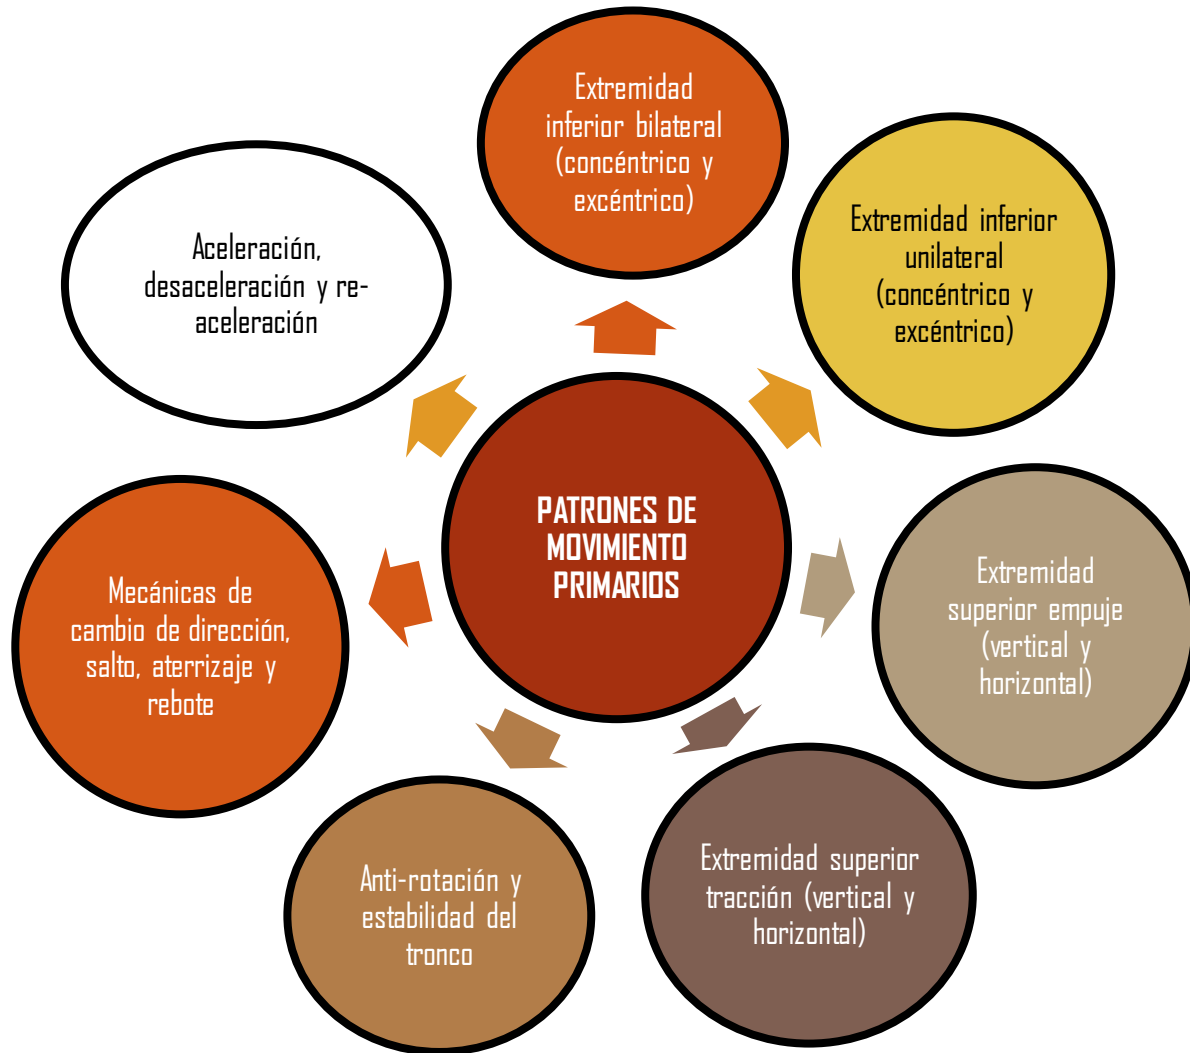 Extremidad
inferior bilateral
(concéntrico y
excéntrico)
Extremidad inferior
unilateral
(concéntrico y
excéntrico)
Extremidad
superior empuje
(vertical y
horizontal)
Extremidad superior
tracción (vertical y
horizontal)
Anti-rotación y
estabilidad del
tronco
Mecánicas de
cambio de dirección,
salto, aterrizaje y
rebote
Aceleración,
desaceleración y re-
aceleración
PATRONES DE
MOVIMIENTO
PRIMARIOS